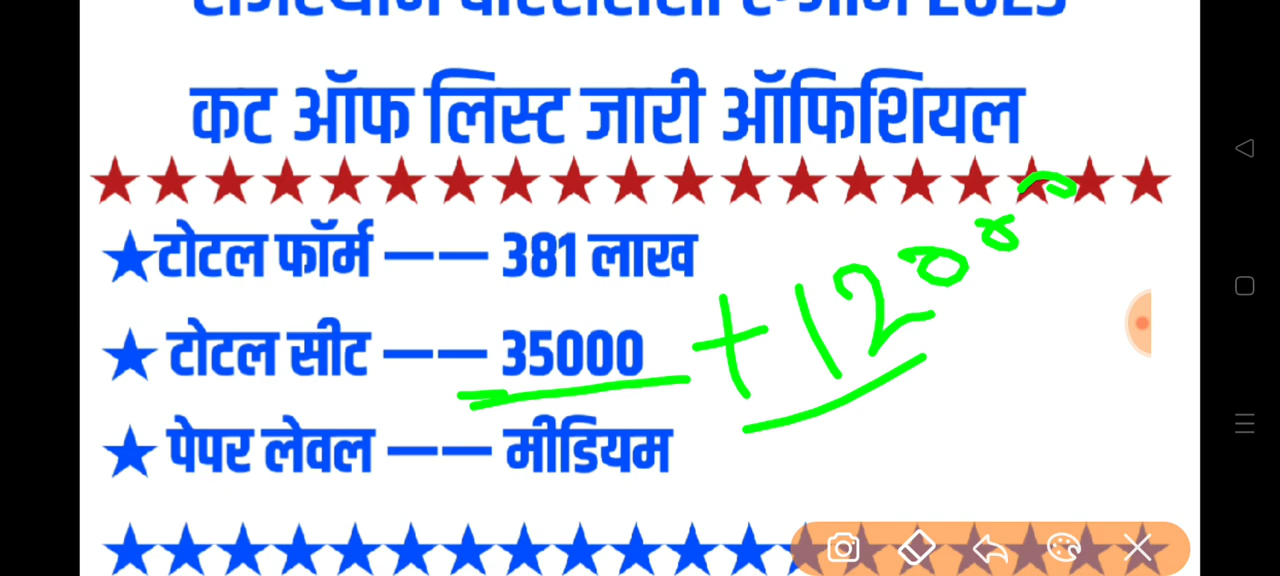 कट ऑफ लिस्ट जारी ऑफिशियल
टोटल फॉर्म —— 381 लाख
टोटल सीट —— 35000 +12000
पेपर लेवल —— मीडियम